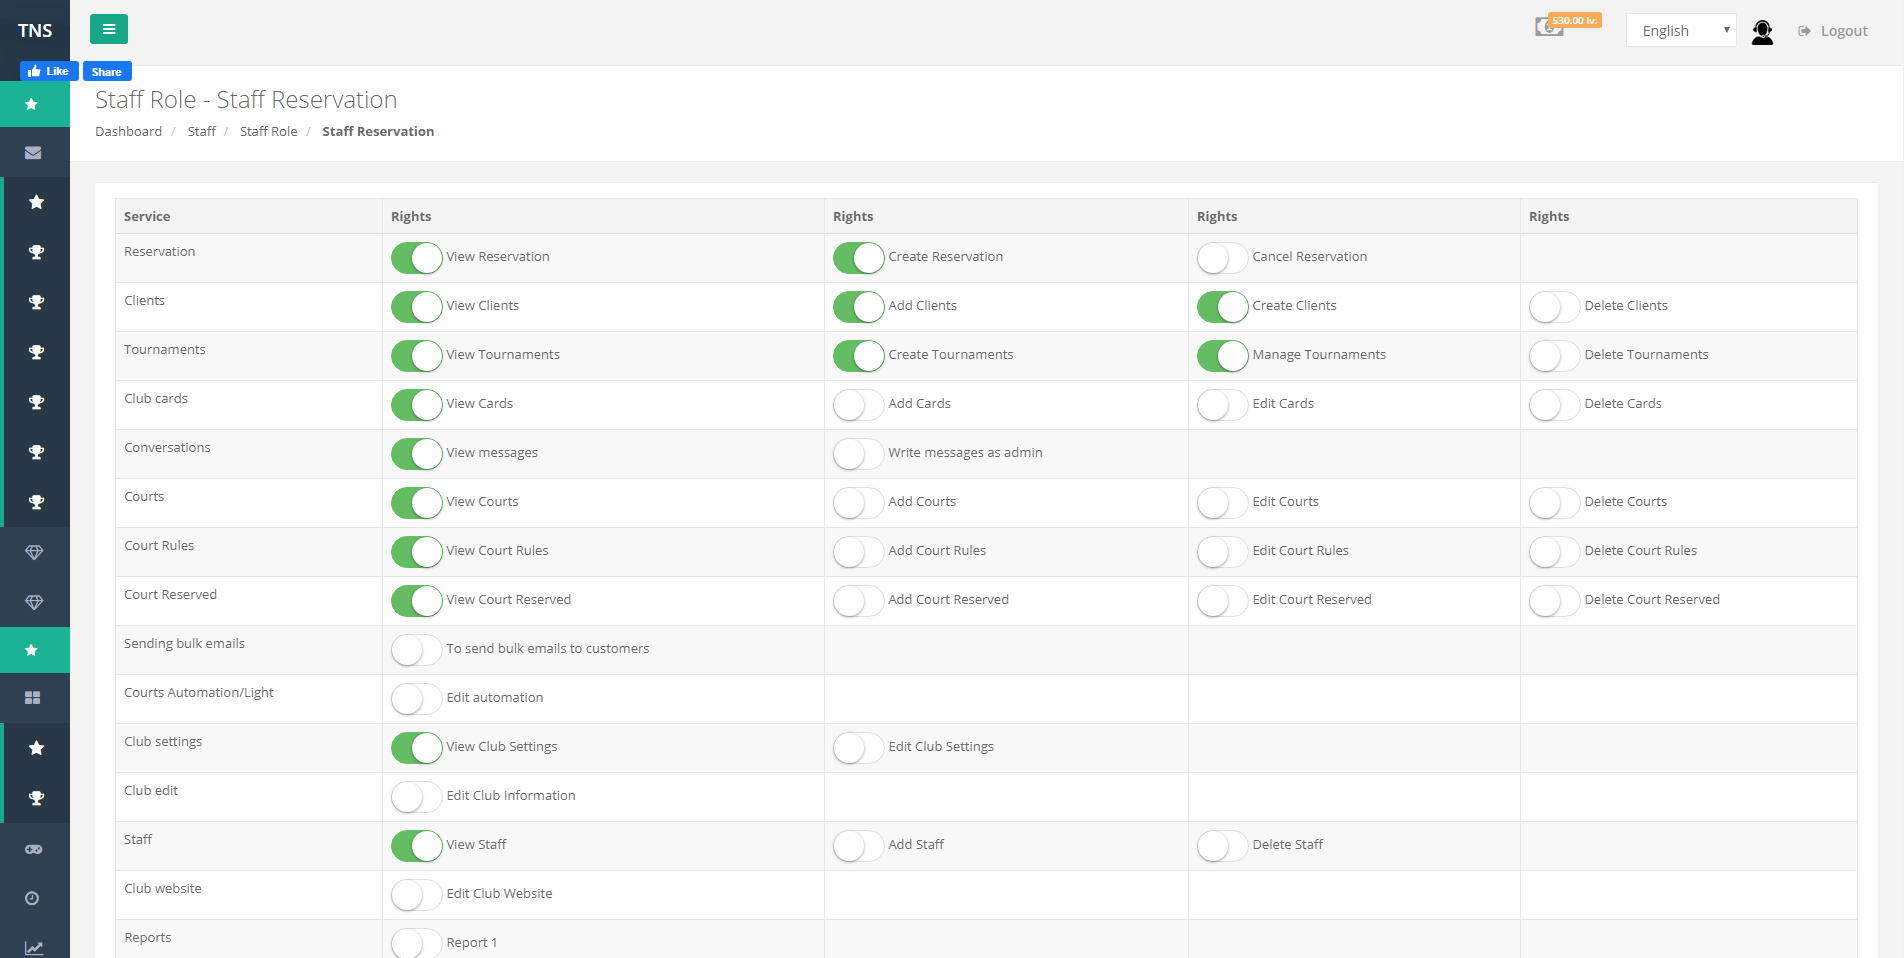 TNS
530.00 lv.
English
Logout
Like
Share
Staff Role - Staff Reservation
Dashboard / Staff / Staff Role / Staff Reservation
Service Rights Rights Rights Rights
Reservation View Reservation Create Reservation Cancel Reservation
Clients View Clients Add Clients Create Clients Delete Clients
Tournaments View Tournaments Create Tournaments Manage Tournaments Delete Tournaments
Club cards View Cards Add Cards Edit Cards Delete Cards
Conversations View messages Write messages as admin
Courts View Courts Add Courts Edit Courts Delete Courts
Court Rules View Court Rules Add Court Rules Edit Court Rules Delete Court Rules
Court Reserved View Court Reserved Add Court Reserved Edit Court Reserved Delete Court Reserved
Sending bulk emails To send bulk emails to customers
Courts Automation/Light Edit automation
Club settings View Club Settings Edit Club Settings
Club edit Edit Club Information
Staff View Staff Add Staff Delete Staff
Club website Edit Club Website
Reports Report 1